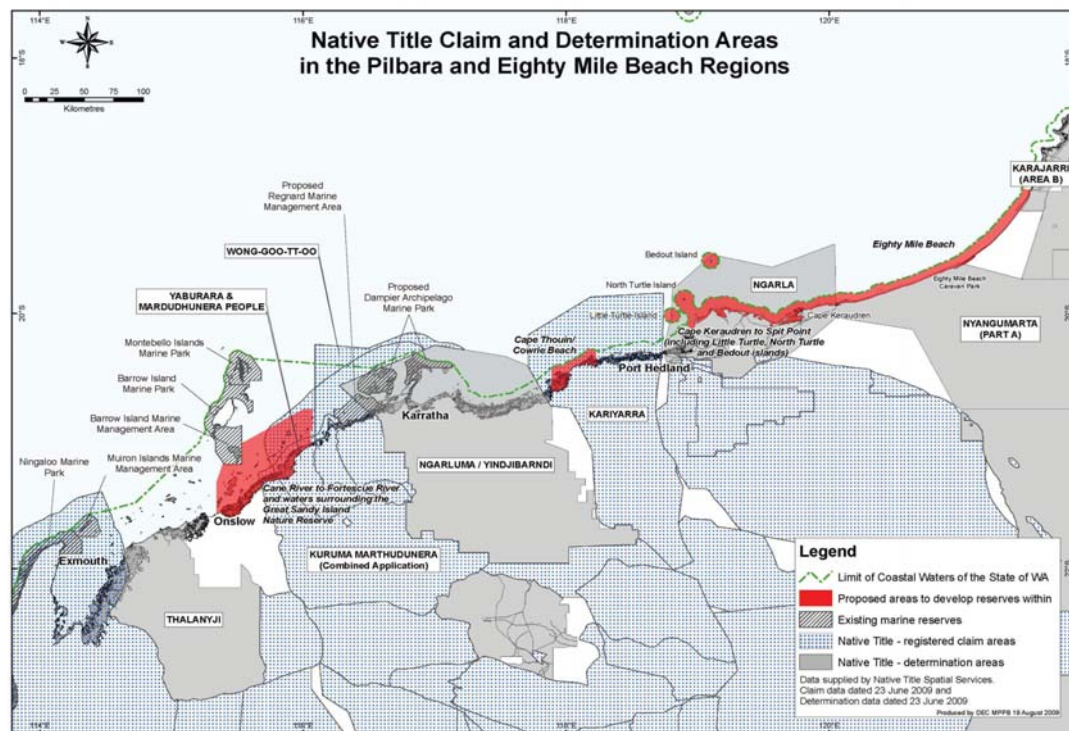 114°E
116°E
118°E
120°E
Native Title Claim and Determination Areas
in the Pilbara and Eighty Mile Beach Regions
N
E
S
W
18°S
18°S
0
25
50
75
100
Kilometres
KARAJARRI
(AREA B)
Proposed
Regnard Marine
Management Area
WONG-GOO-TT-OO
Bedout Island
Eighty Mile Beach
YABURARA &
MARDUDHUNERA PEOPLE
Proposed
Dampier Archipelago
Marine Park
North Turtle Island
NGARLA
Eighty Mile Beach
Caravan Park
20°S
20°S
Little Turtle Island
Cape Keraudren
NYANGUMARTA
(PART A)
Montebello Islands
Marine Park
Cape Thouin/
Cowrie Beach
Cape Keraudren to Spit Point
(including Little Turtle, North Turtle
and Bedout islands)
Port Hedland
Barrow Island
Marine Park
Karratha
KARIYARRA
Barrow Island Marine
Management Area
Ningaloo Marine
Park
Muiron Islands Marine
Management Area
NGARLUMA / YINDJIBARNDI
Cane River to Fortescue River
and waters surrounding the
Great Sandy Island
Nature Reserve
Onslow
Exmouth
KURUMA MARTHUDUNERA
(Combined Application)
THALANYJI
22°S
22°S
Legend
Limit of Coastal Waters of the State of WA
Proposed areas to develop reserves within
Existing marine reserves
Native Title - registered claim areas
Native Title - determination areas
Data supplied by Native Title Spatial Services.
Claim data dated 23 June 2009 and
Determination data dated 23 June 2009
Produced by DEC MPPB 19 August 2009
114°E
116°E
118°E
120°E